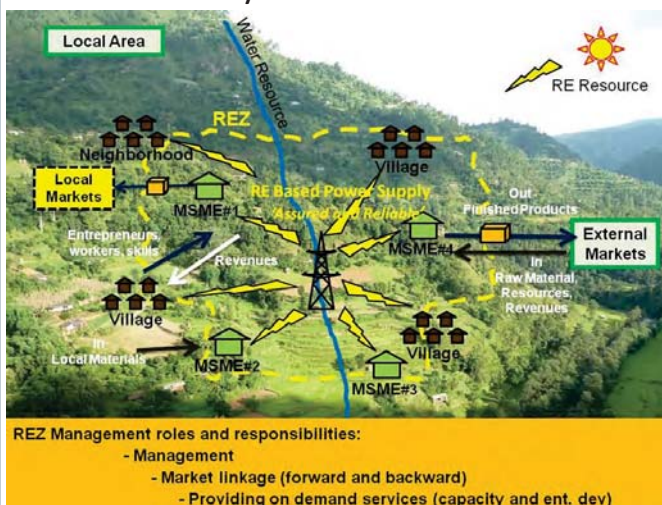 Local Area
Water Resource
RE Resource
REZ
Neighborhood
Village
Local
Markets
RE Based Power Supply
'Assured and Reliable'
MSME#1
Out
Finished Products
MSME#4
External
Markets
Entrepreneurs,
workers, skills
Revenues
In
Raw Material,
Resources,
Revenues
Village
Village
In
Local Materials
MSME#2
MSME#3
REZ Management roles and responsibilities:
- Management
- Market linkage (forward and backward)
- Providing on demand services (capacity and ent. dev)